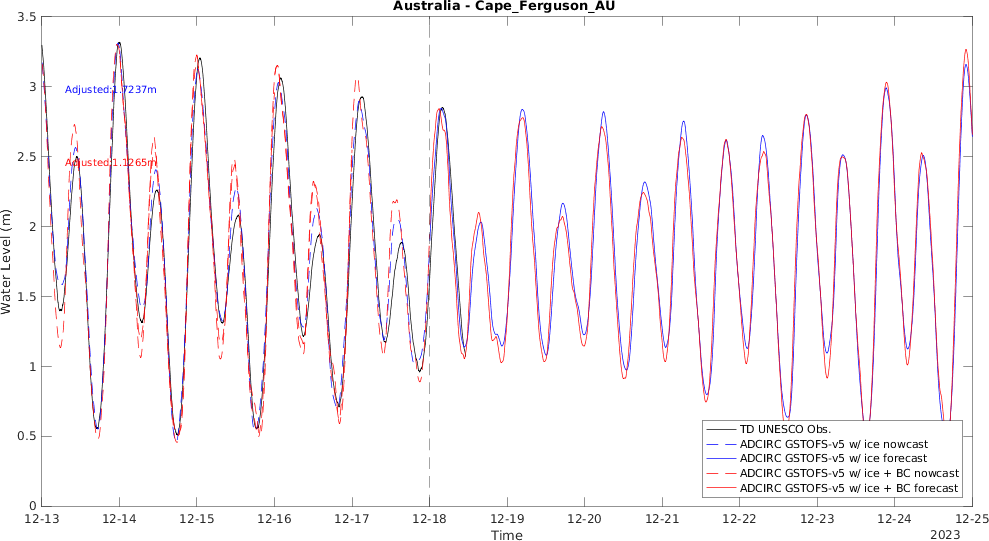 Australia - Cape_Ferguson_AU
3.5
3
2.5
2
1.5
1
0.5
0
Water Level (m)
Adjusted:1.7237m
Adjusted:1.1265m
TD UNESCO Obs.
ADCIRC GSTOFS-v5 w/ ice nowcast
ADCIRC GSTOFS-v5 w/ ice forecast
ADCIRC GSTOFS-v5 w/ ice + BC nowcast
ADCIRC GSTOFS-v5 w/ ice + BC forecast
12-13 12-14 12-15 12-16 12-17 12-18 12-19 12-20 12-21 12-22 12-23 12-24 12-25
Time
2023